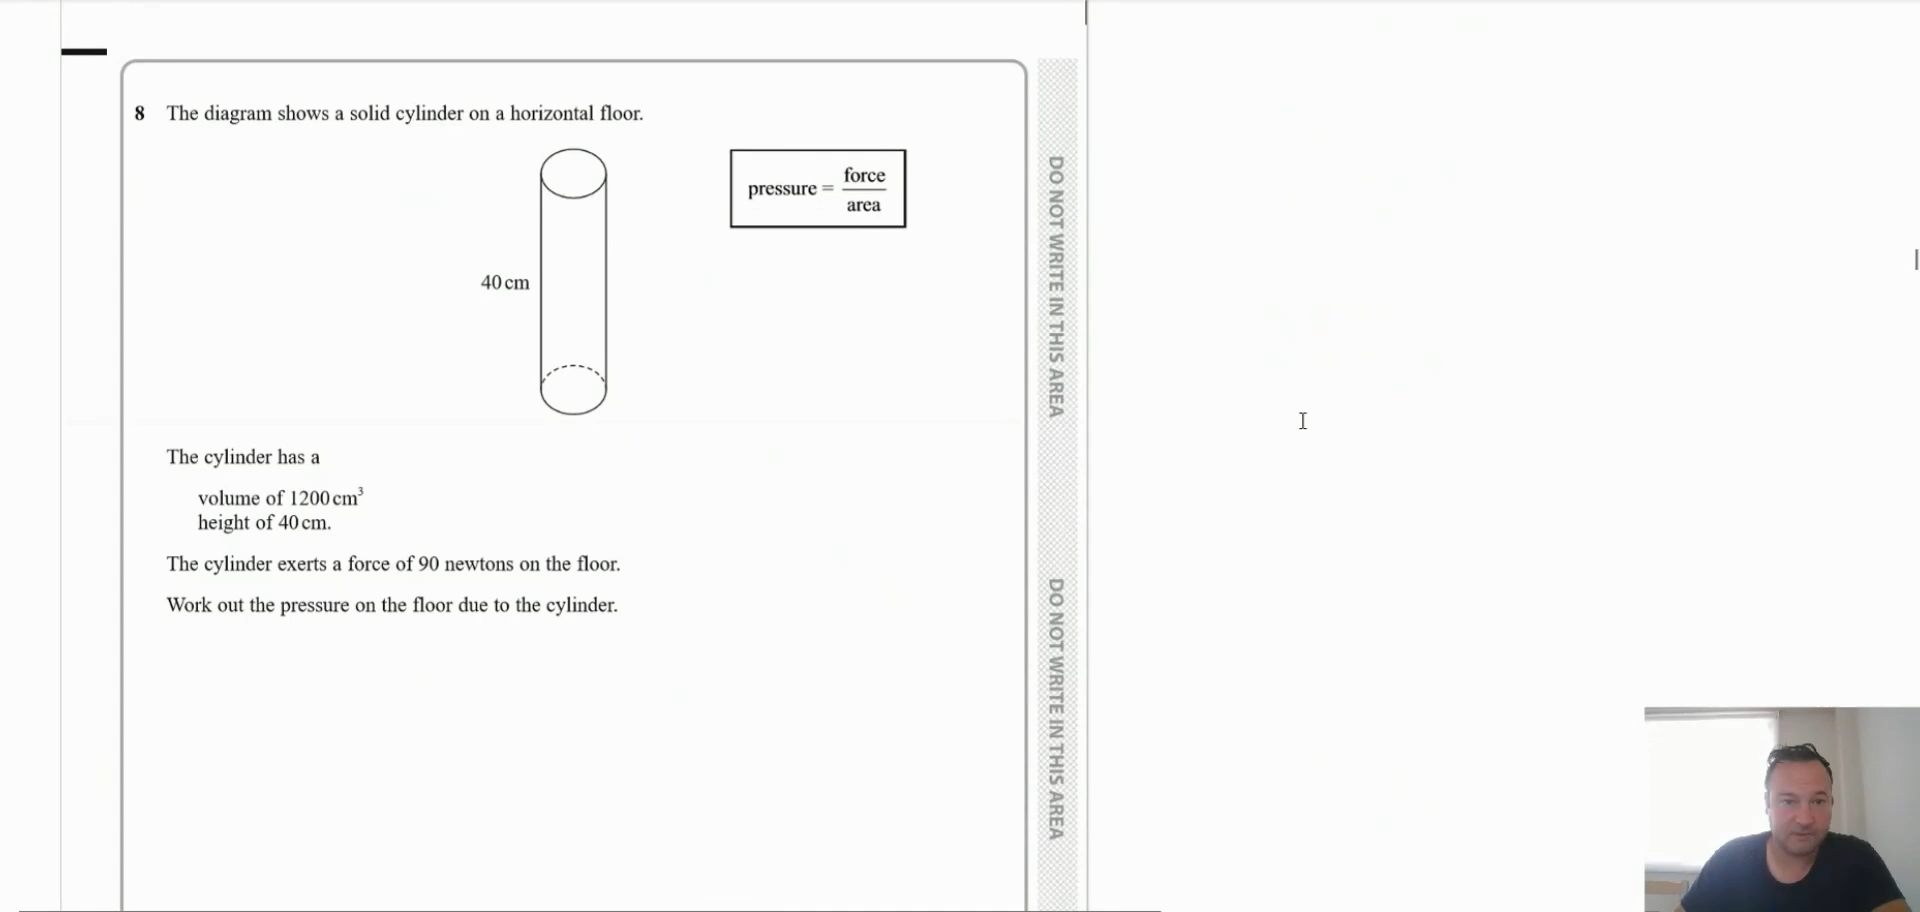 8 The diagram shows a solid cylinder on a horizontal floor.
pressure = force / area
40 cm
The cylinder has a
volume of 1200 cm³
height of 40 cm.
The cylinder exerts a force of 90 newtons on the floor.
Work out the pressure on the floor due to the cylinder.
DO NOT WRITE IN THIS AREA
DO NOT WRITE IN THIS AREA